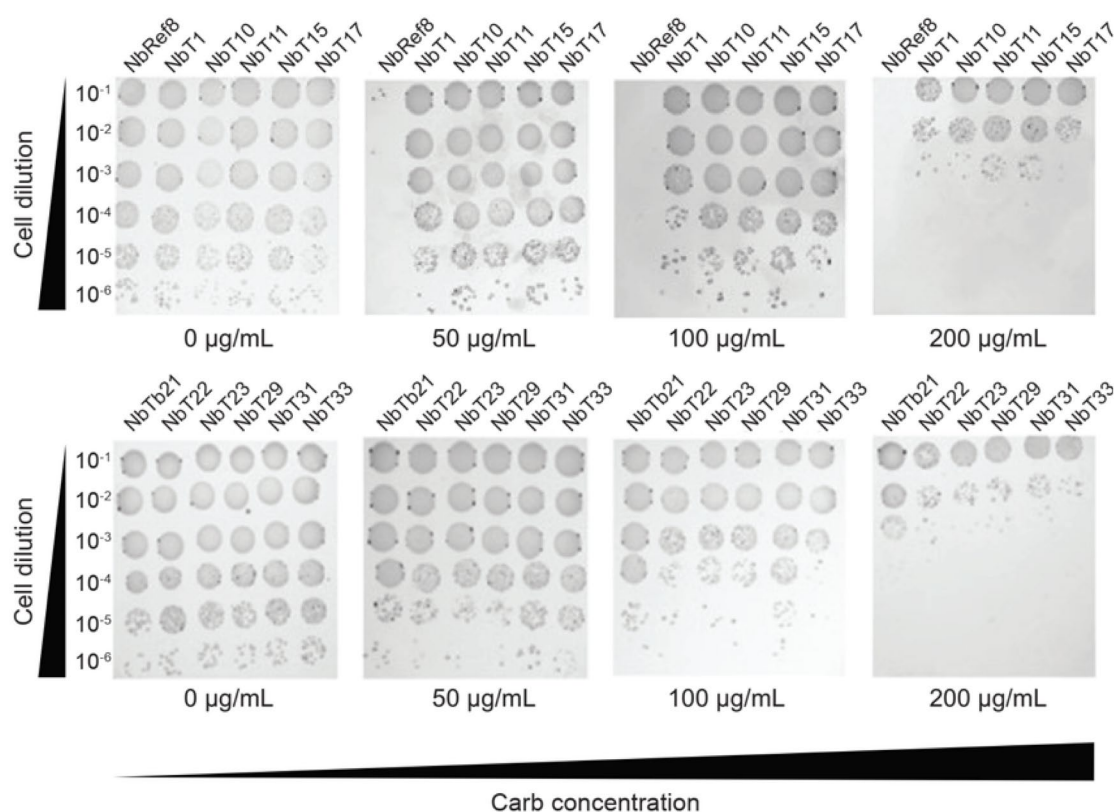 NbRef8 NbT1 NbT10 NbT11 NbT15 NbT17 NbRef8 NbT1 NbT10 NbT11 NbT15 NbT17 NbRef8 NbT1 NbT10 NbT11 NbT15 NbT17 NbRef8 NbT1 NbT10 NbT11 NbT15 NbT17
Cell dilution
10⁻¹
10⁻²
10⁻³
10⁻⁴
10⁻⁵
10⁻⁶
0 µg/mL 50 µg/mL 100 µg/mL 200 µg/mL
NbTb21 NbT22 NbT23 NbT29 NbT31 NbT33 NbTb21 NbT22 NbT23 NbT29 NbT31 NbT33 NbTb21 NbT22 NbT23 NbT29 NbT31 NbT33 NbTb21 NbT22 NbT23 NbT29 NbT31 NbT33
Cell dilution
10⁻¹
10⁻²
10⁻³
10⁻⁴
10⁻⁵
10⁻⁶
0 µg/mL 50 µg/mL 100 µg/mL 200 µg/mL
Carb concentration